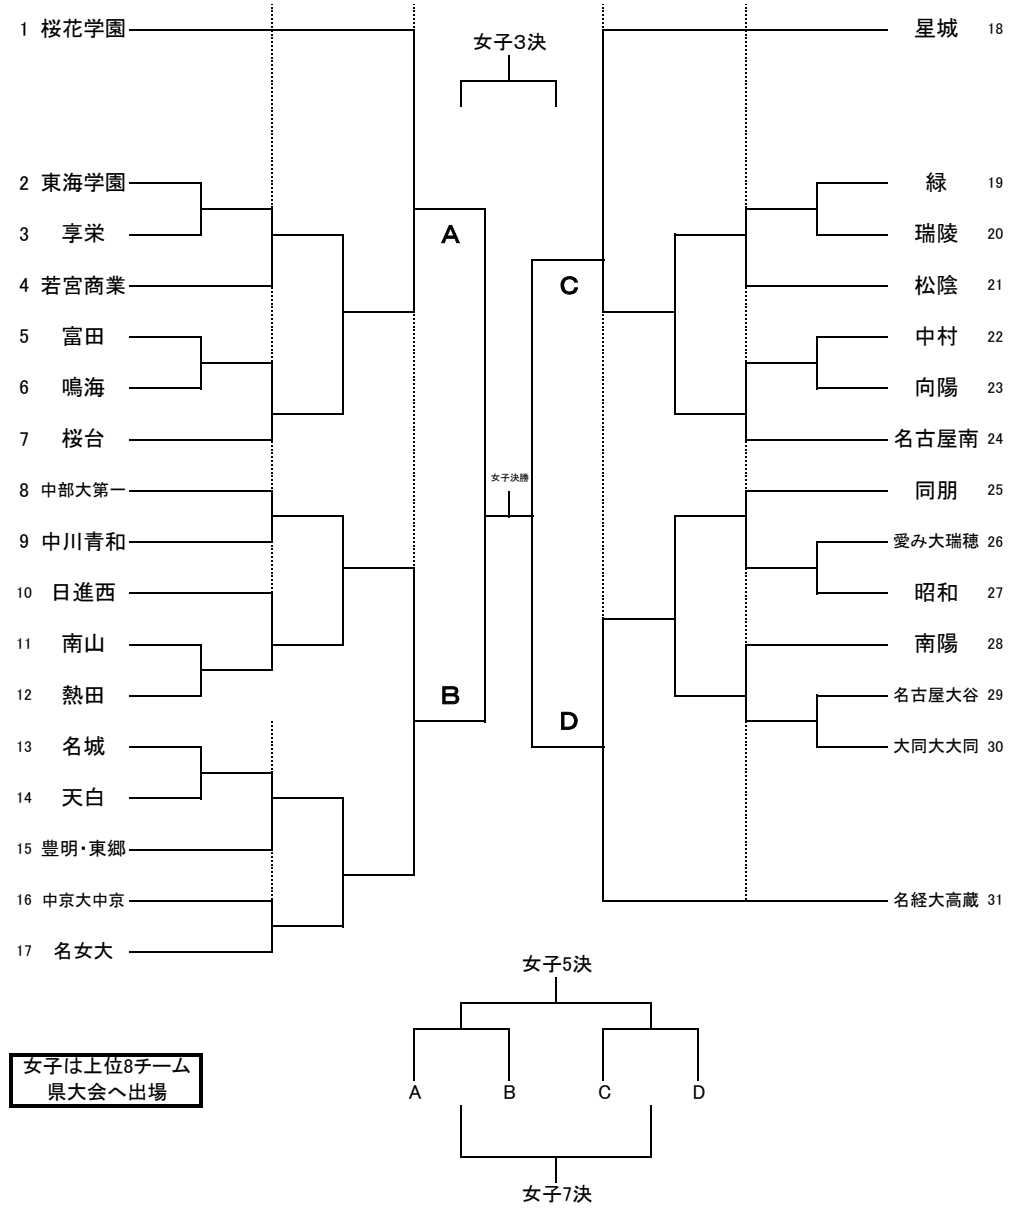 1 桜花学園
女子3決
星城 18
2 東海学園
緑 19
3 享栄
A
瑞陵 20
4 若宮商業
C
松陰 21
5 富田
中村 22
6 鳴海
向陽 23
7 桜台
名古屋南 24
8 中部大第一
女子決勝
同朋 25
9 中川青和
愛み大瑞穂 26
10 日進西
昭和 27
11 南山
南陽 28
12 熱田
B
名古屋大谷 29
D
13 名城
大同大大同 30
14 天白
15 豊明・東郷
16 中京大中京
名経大高蔵 31
17 名女大
女子5決
女子は上位8チーム
県大会へ出場
A B C D
女子7決